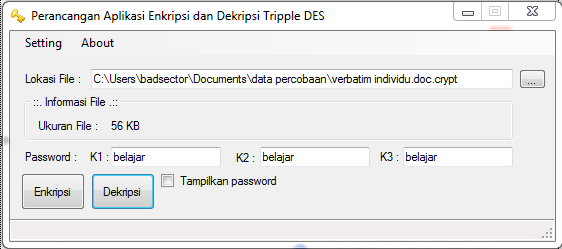 Perancangan Aplikasi Enkripsi dan Dekripsi Tripple DES
Setting About
Lokasi File : C:\Users\badsector\Documents\data percobaan\verbatim individu.doc.crypt ...
.::. Informasi File .::
Ukuran File : 56 KB
Password : K1 : belajar K2 : belajar K3 : belajar
Enkripsi Dekripsi Tampilkan password